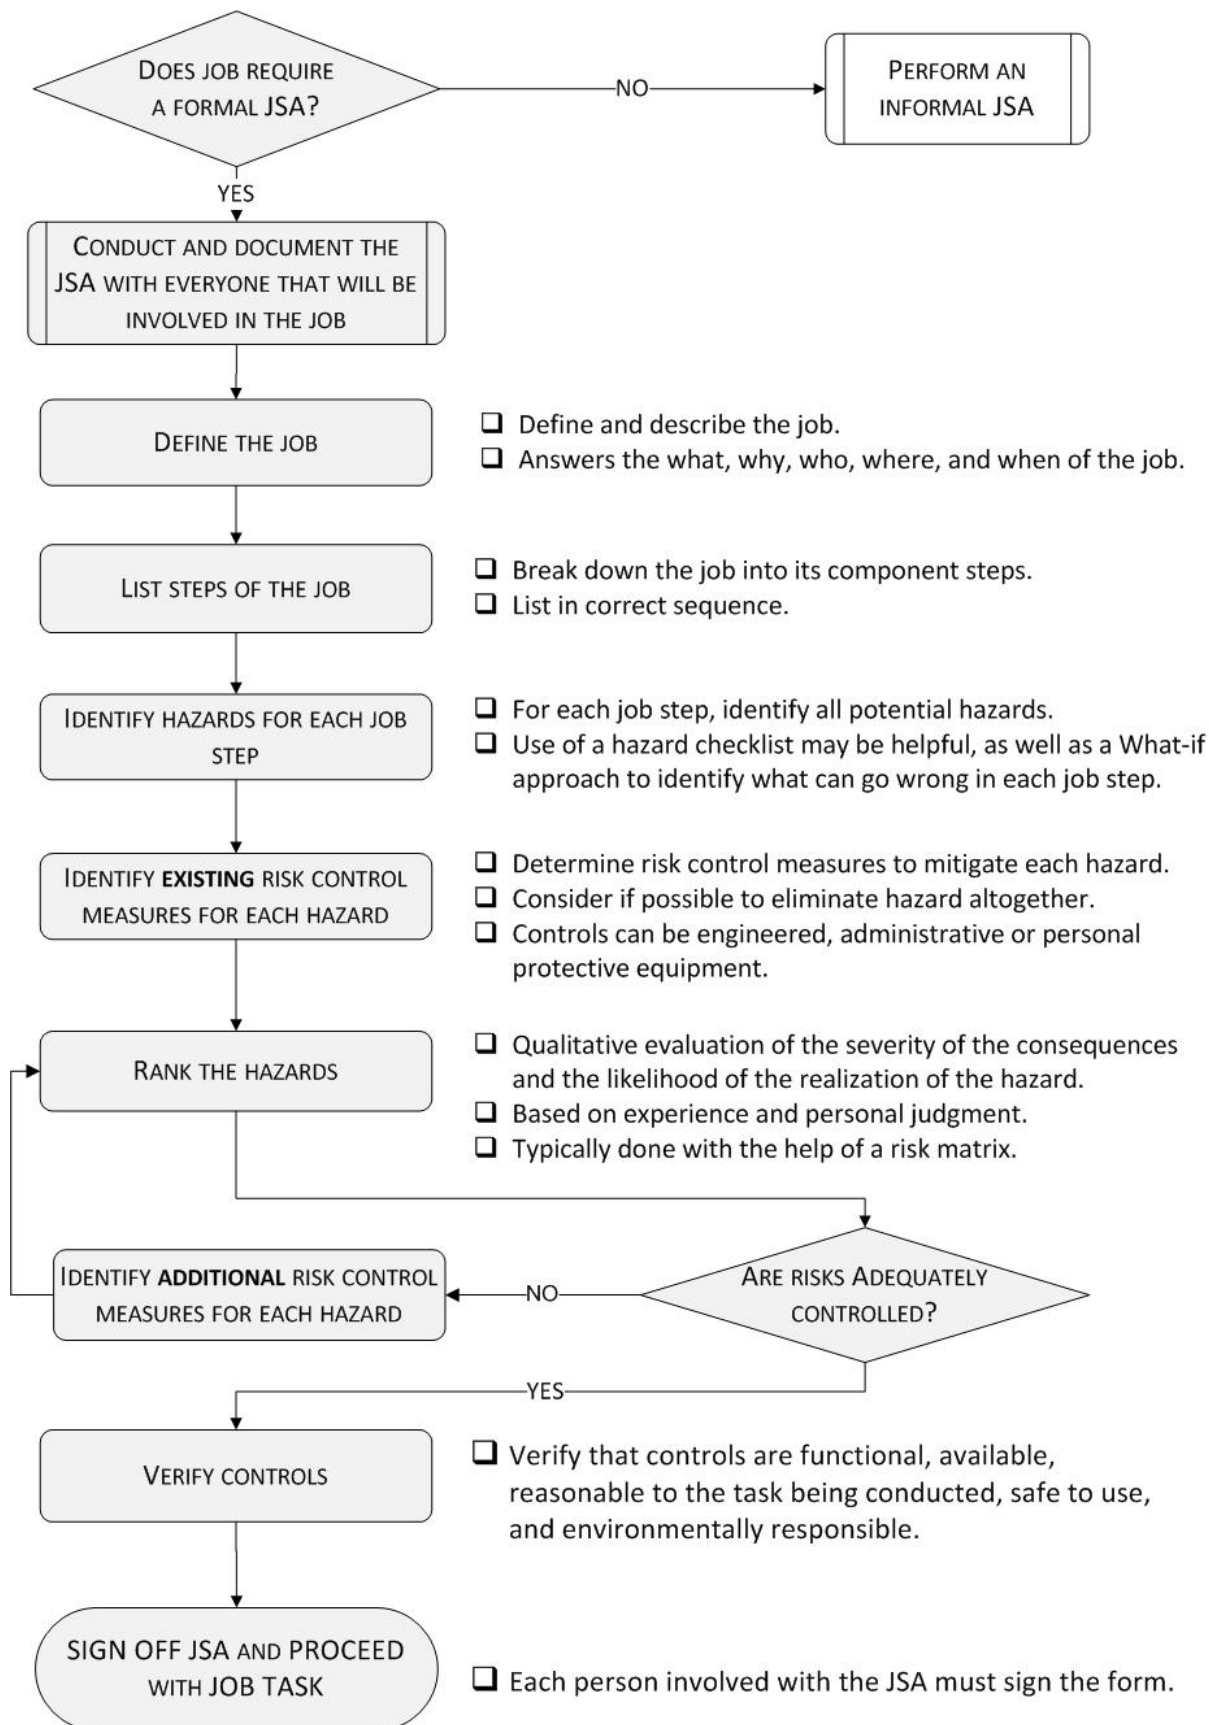 DOES JOB REQUIRE
A FORMAL JSA?
NO
PERFORM AN
INFORMAL JSA
YES
CONDUCT AND DOCUMENT THE
JSA WITH EVERYONE THAT WILL BE
INVOLVED IN THE JOB
DEFINE THE JOB
❑ Define and describe the job.
❑ Answers the what, why, who, where, and when of the job.
LIST STEPS OF THE JOB
❑ Break down the job into its component steps.
❑ List in correct sequence.
IDENTIFY HAZARDS FOR EACH JOB
STEP
❑ For each job step, identify all potential hazards.
❑ Use of a hazard checklist may be helpful, as well as a What-if
approach to identify what can go wrong in each job step.
IDENTIFY EXISTING RISK CONTROL
MEASURES FOR EACH HAZARD
❑ Determine risk control measures to mitigate each hazard.
❑ Consider if possible to eliminate hazard altogether.
❑ Controls can be engineered, administrative or personal
protective equipment.
RANK THE HAZARDS
❑ Qualitative evaluation of the severity of the consequences
and the likelihood of the realization of the hazard.
❑ Based on experience and personal judgment.
❑ Typically done with the help of a risk matrix.
ARE RISKS ADEQUATELY
CONTROLLED?
NO
IDENTIFY ADDITIONAL RISK CONTROL
MEASURES FOR EACH HAZARD
YES
VERIFY CONTROLS
❑ Verify that controls are functional, available,
reasonable to the task being conducted, safe to use,
and environmentally responsible.
SIGN OFF JSA AND PROCEED
WITH JOB TASK
❑ Each person involved with the JSA must sign the form.